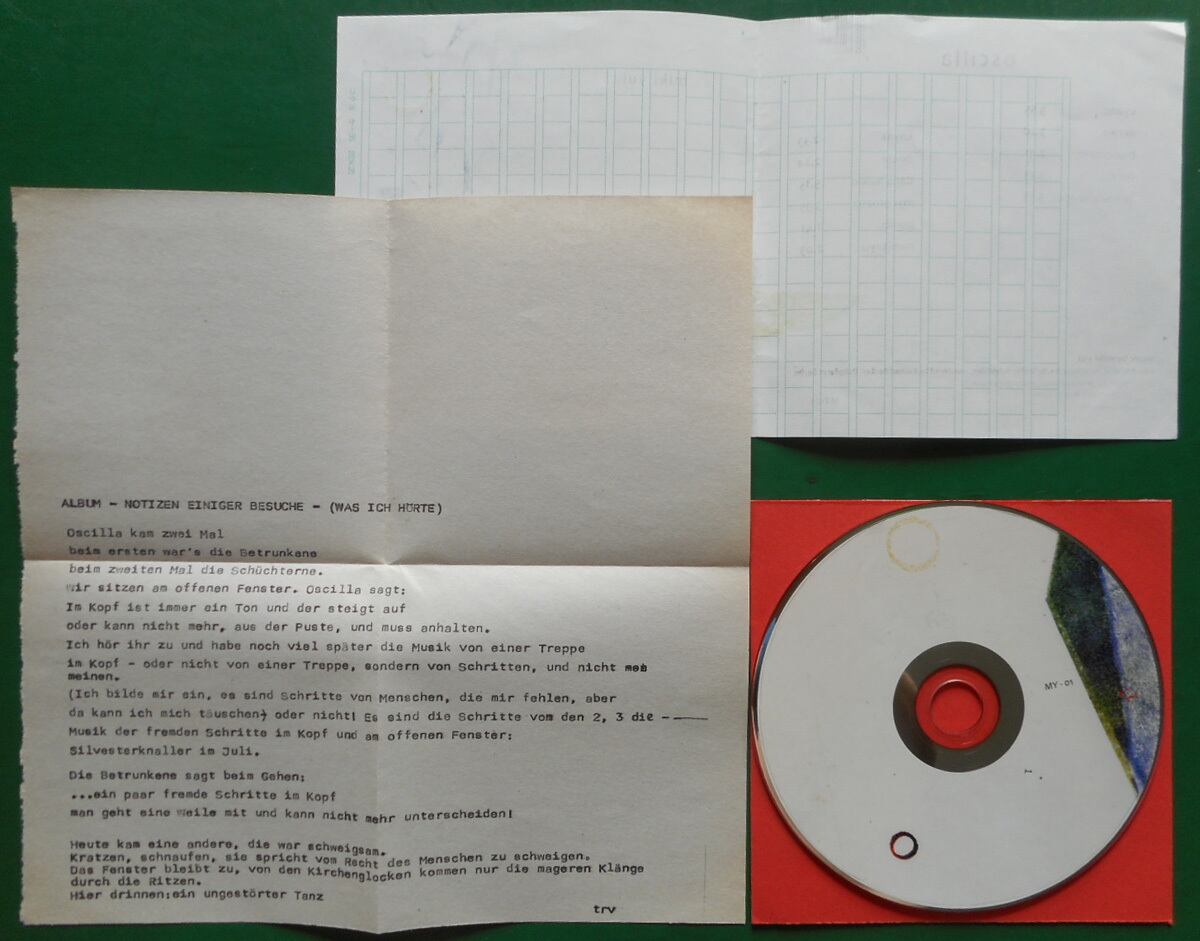 ALBUM - NOTIZEN EINIGER BESUCHE - (WAS ICH HÖRTE)
Oscilla kam zwei Mal
beim ersten war's die Betrunkene
beim zweiten Mal die Schüchterne.
Wir sitzen am offenen Fenster. Oscilla sagt:
Im Kopf ist immer ein Ton und der steigt auf
oder kann nicht mehr, aus der Puste, und muss anhalten.
Ich hör ihr zu und habe noch viel später die Musik von einer Treppe
im Kopf - oder nicht von einer Treppe, sondern von Schritten, und nicht
meinen.
(Ich bilde mir ein, es sind Schritte von Menschen, die mir fehlen, aber
da kann ich mich täuschen) oder nicht! Es sind die Schritte vom den 2, 3 die -
Musik der fremden Schritte im Kopf und am offenen Fenster:
Silvesterknaller im Juli.
Die Betrunkene sagt beim Gehen:
...ein paar fremde Schritte im Kopf
man geht eine Weile mit und kann nicht mehr unterscheiden!
Heute kam eine andere, die war schweigsam.
Kratzen, schnaufen, sie spricht vom Recht des Menschen zu schweigen.
Das Fenster bleibt zu, von den Kirchenglocken kommen nur die mageren Klänge
durch die Ritzen.
Hier drinnen:ein ungestörter Tanz
trv
oscilla
MY-01